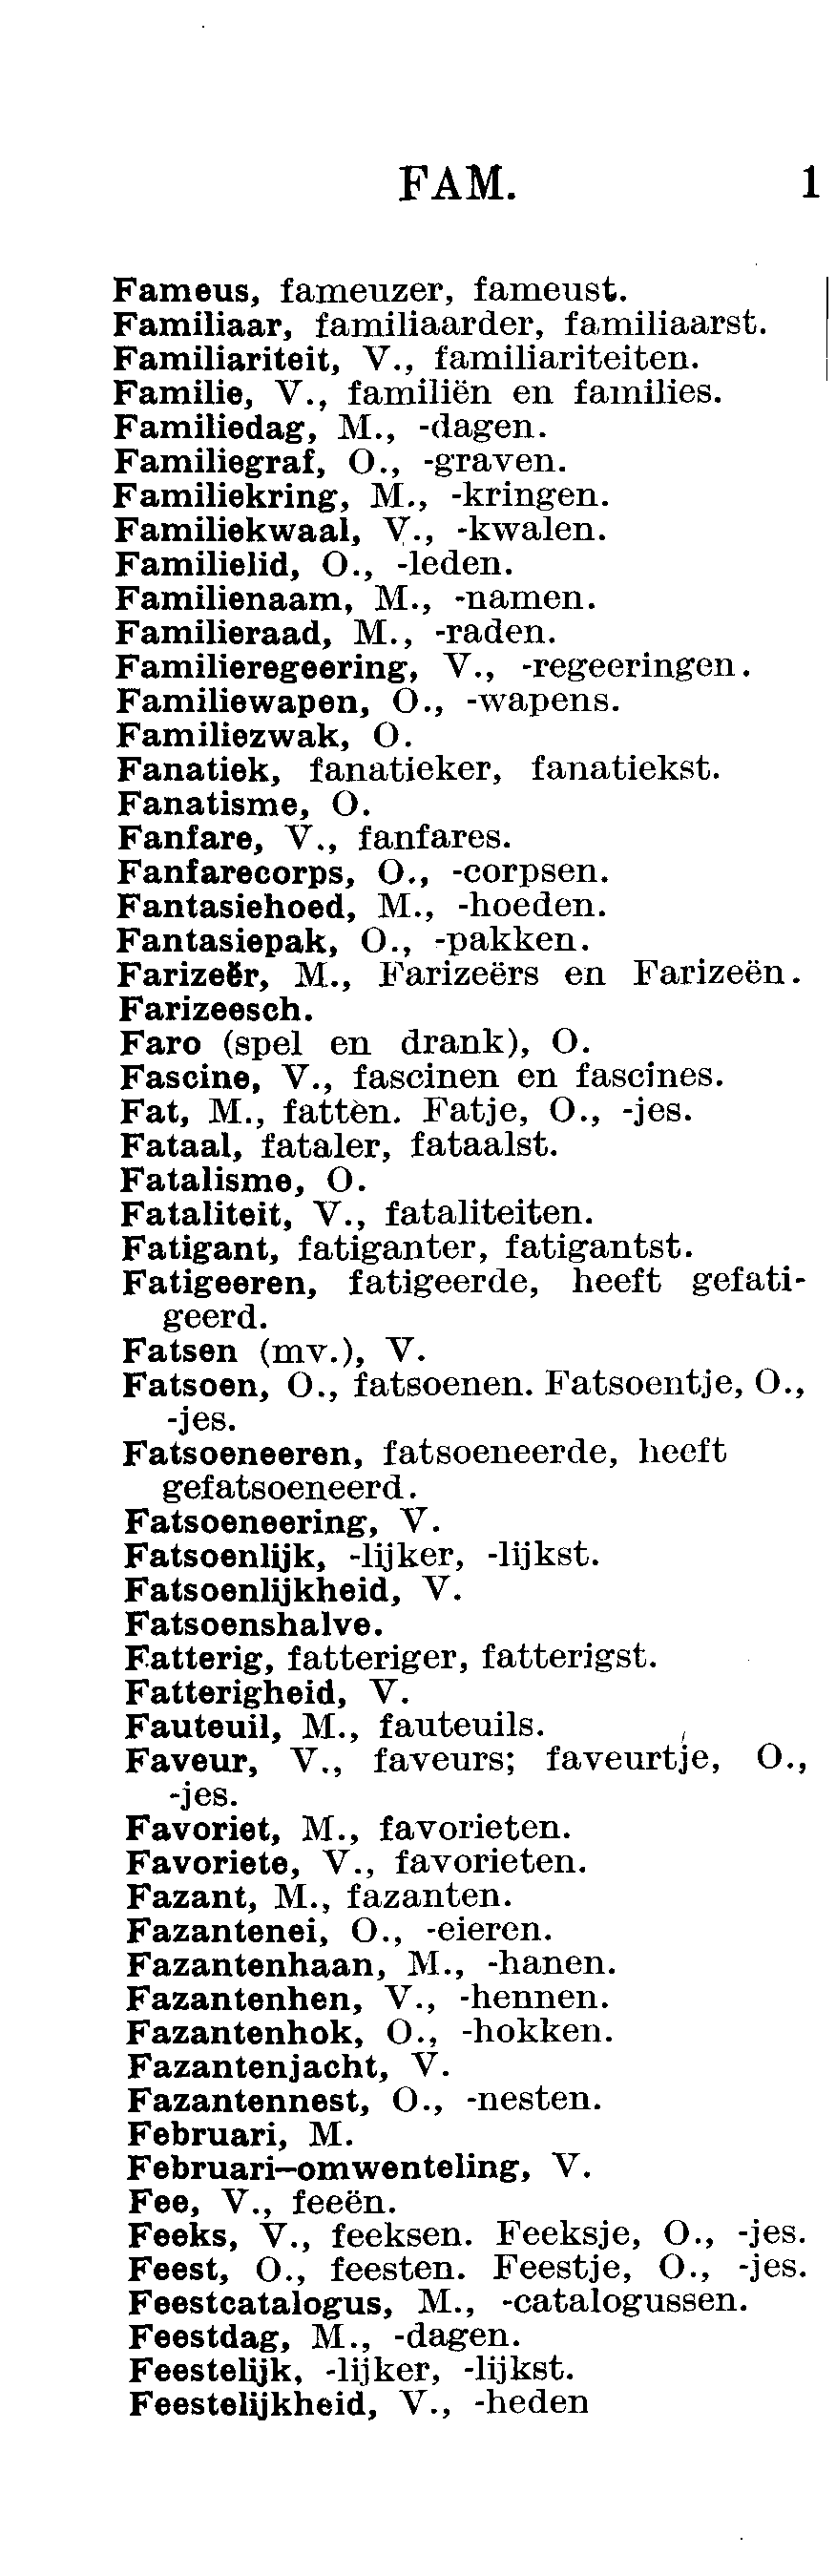 FAM. 1
Fameus, fameuzer, fameust.
Familiaar, familiaarder, familiaarst.
Familiariteit, V., familiariteiten.
Familie, V., familiën en families.
Familiedag, M., -dagen.
Familiegraf, O., -graven.
Familiekring, M., -kringen.
Familiekwaal, V., -kwalen.
Familielid, O., -leden.
Familienaam, M., -namen.
Familieraad, M., -raden.
Familieregeering, V., -regeeringen.
Familiewapen, O., -wapens.
Familiezwak, O.
Fanatiek, fanatieker, fanatiekst.
Fanatisme, O.
Fanfare, V., fanfares.
Fanfarecorps, O., -corpsen.
Fantasiehoed, M., -hoeden.
Fantasiepak, O., -pakken.
Farizeër, M., Farizeërs en Farizeën.
Farizeesch.
Faro (spel en drank), O.
Fascine, V., fascinen en fascines.
Fat, M., fatten. Fatje, O., -jes.
Fataal, fataler, fataalst.
Fatalisme, O.
Fataliteit, V., fataliteiten.
Fatigant, fatiganter, fatigantst.
Fatigeeren, fatigeerde, heeft gefati-
geerd.
Fatsen (mv.), V.
Fatsoen, O., fatsoenen. Fatsoentje, O.,
-jes.
Fatsoeneeren, fatsoeneerde, heeft
gefatsoeneerd.
Fatsoeneering, V.
Fatsoenlijk, -lijker, -lijkst.
Fatsoenlijkheid, V.
Fatsoenshalve.
Fatterig, fatteriger, fatterigst.
Fatterigheid, V.
Fauteuil, M., fauteuils.
Faveur, V., faveurs; faveurtje, O.,
-jes.
Favoriet, M., favorieten.
Favoriete, V., favorieten.
Fazant, M., fazanten.
Fazantenei, O., -eieren.
Fazantenhaan, M., -hanen.
Fazantenhen, V., -hennen.
Fazantenhok, O., -hokken.
Fazantenjacht, V.
Fazantennest, O., -nesten.
Februari, M.
Februari-omwenteling, V.
Fee, V., feeën.
Feeks, V., feeksen. Feeksje, O., -jes.
Feest, O., feesten. Feestje, O., -jes.
Feestcatalogus, M., -catalogussen.
Feestdag, M., -dagen.
Feestelijk, -lijker, -lijkst.
Feestelijkheid, V., -heden